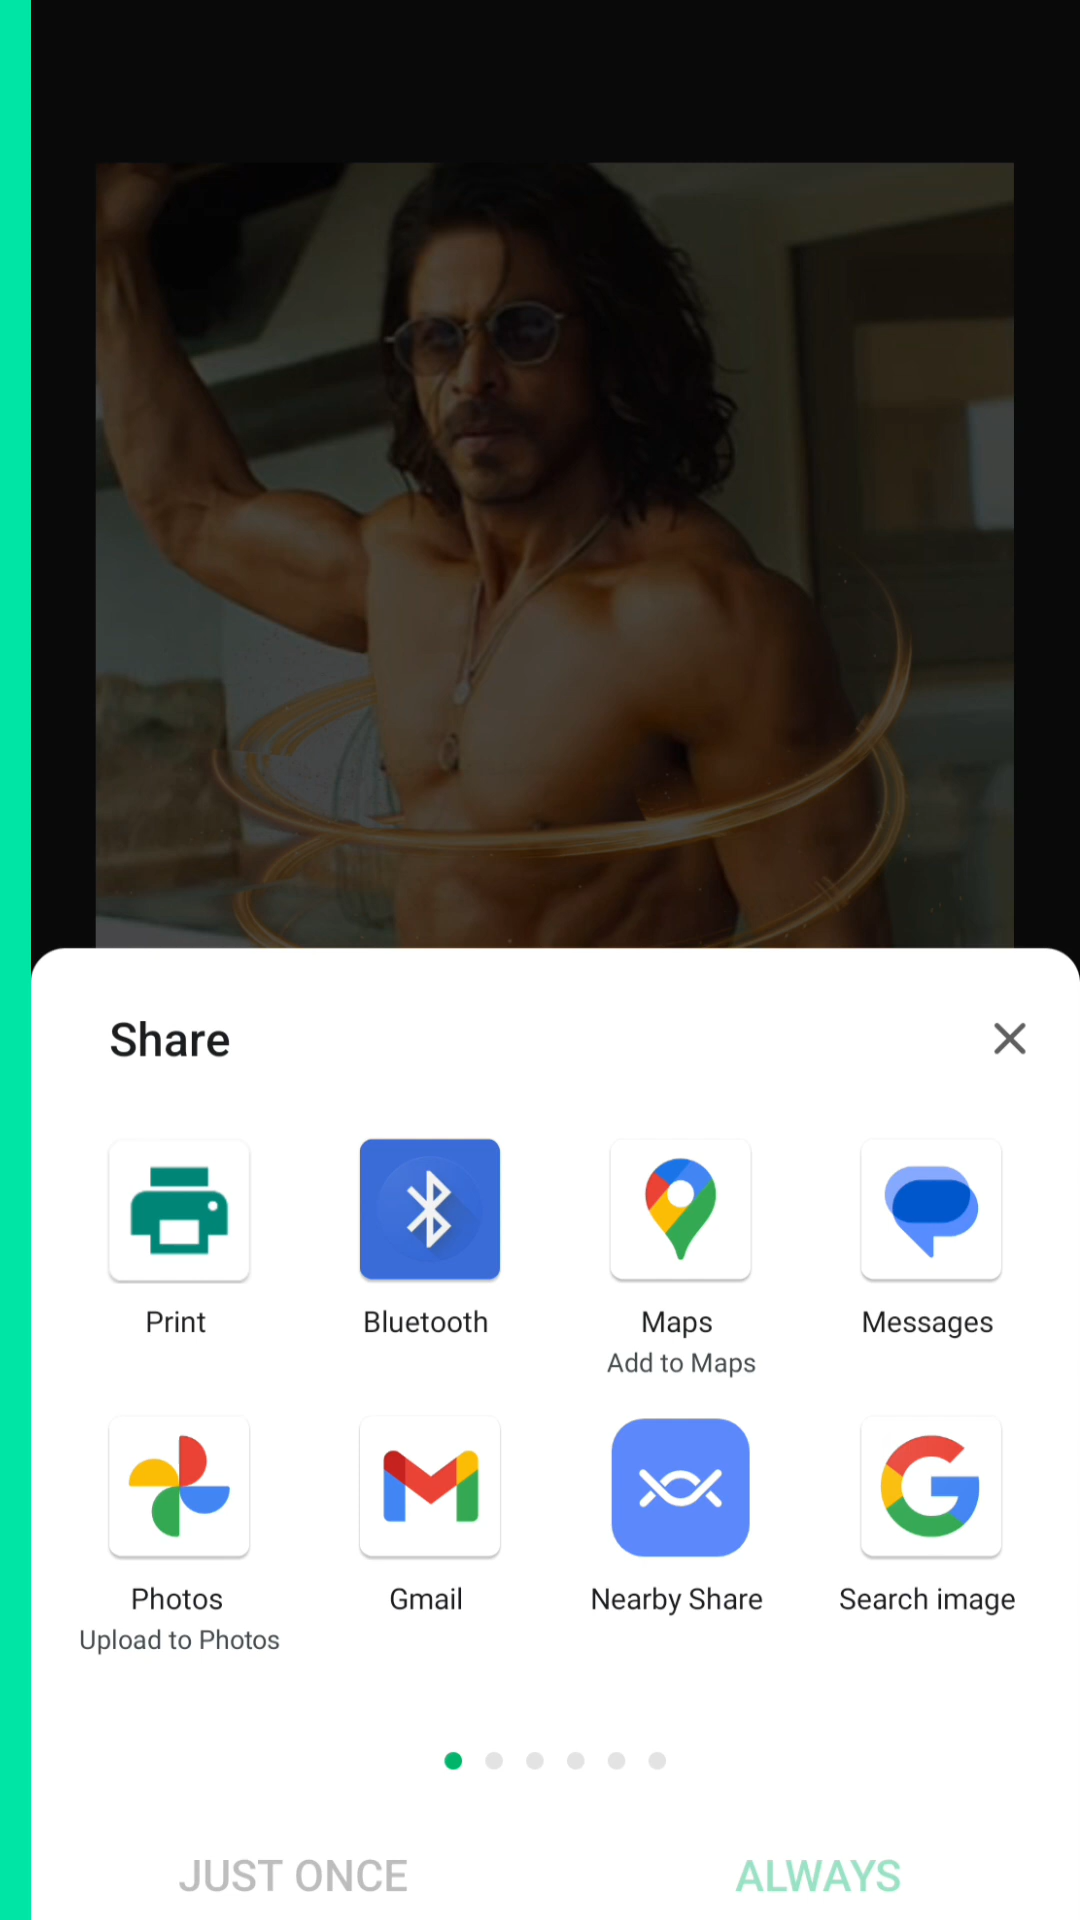 Share
Print
Bluetooth
Maps
Add to Maps
Messages
Photos
Upload to Photos
Gmail
Nearby Share
Search image
JUST ONCE
ALWAYS